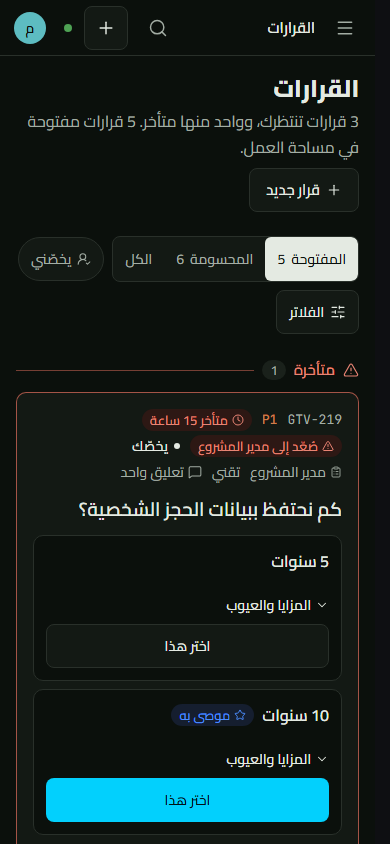 القرارات
م
القرارات
3 قرارات تنتظرك، وواحد منها متأخر. 5 قرارات مفتوحة
في مساحة العمل.
قرار جديد
المفتوحة 5
المحسومة 6
الكل
يخصّني
الفلاتر
متأخرة 1
GTV-219 P1 متأخر 15 ساعة
صُعّد إلى مدير المشروع يخصّك
مدير المشروع تقني تعليق واحد
كم نحتفظ ببيانات الحجز الشخصية؟
5 سنوات
المزايا والعيوب
اختر هذا
10 سنوات موصى به
المزايا والعيوب
اختر هذا